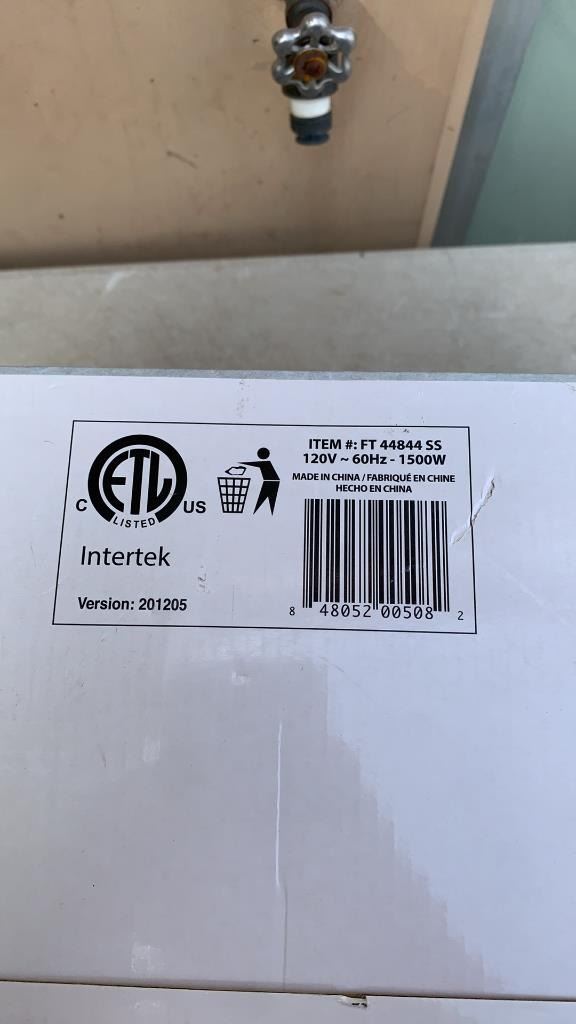 ETL
C
US
LISTED
Intertek
Version: 201205
ITEM #: FT 44844 SS
120V ~ 60Hz - 1500W
MADE IN CHINA / FABRIQUÉ EN CHINE
HECHO EN CHINA
8 48052 00508 2